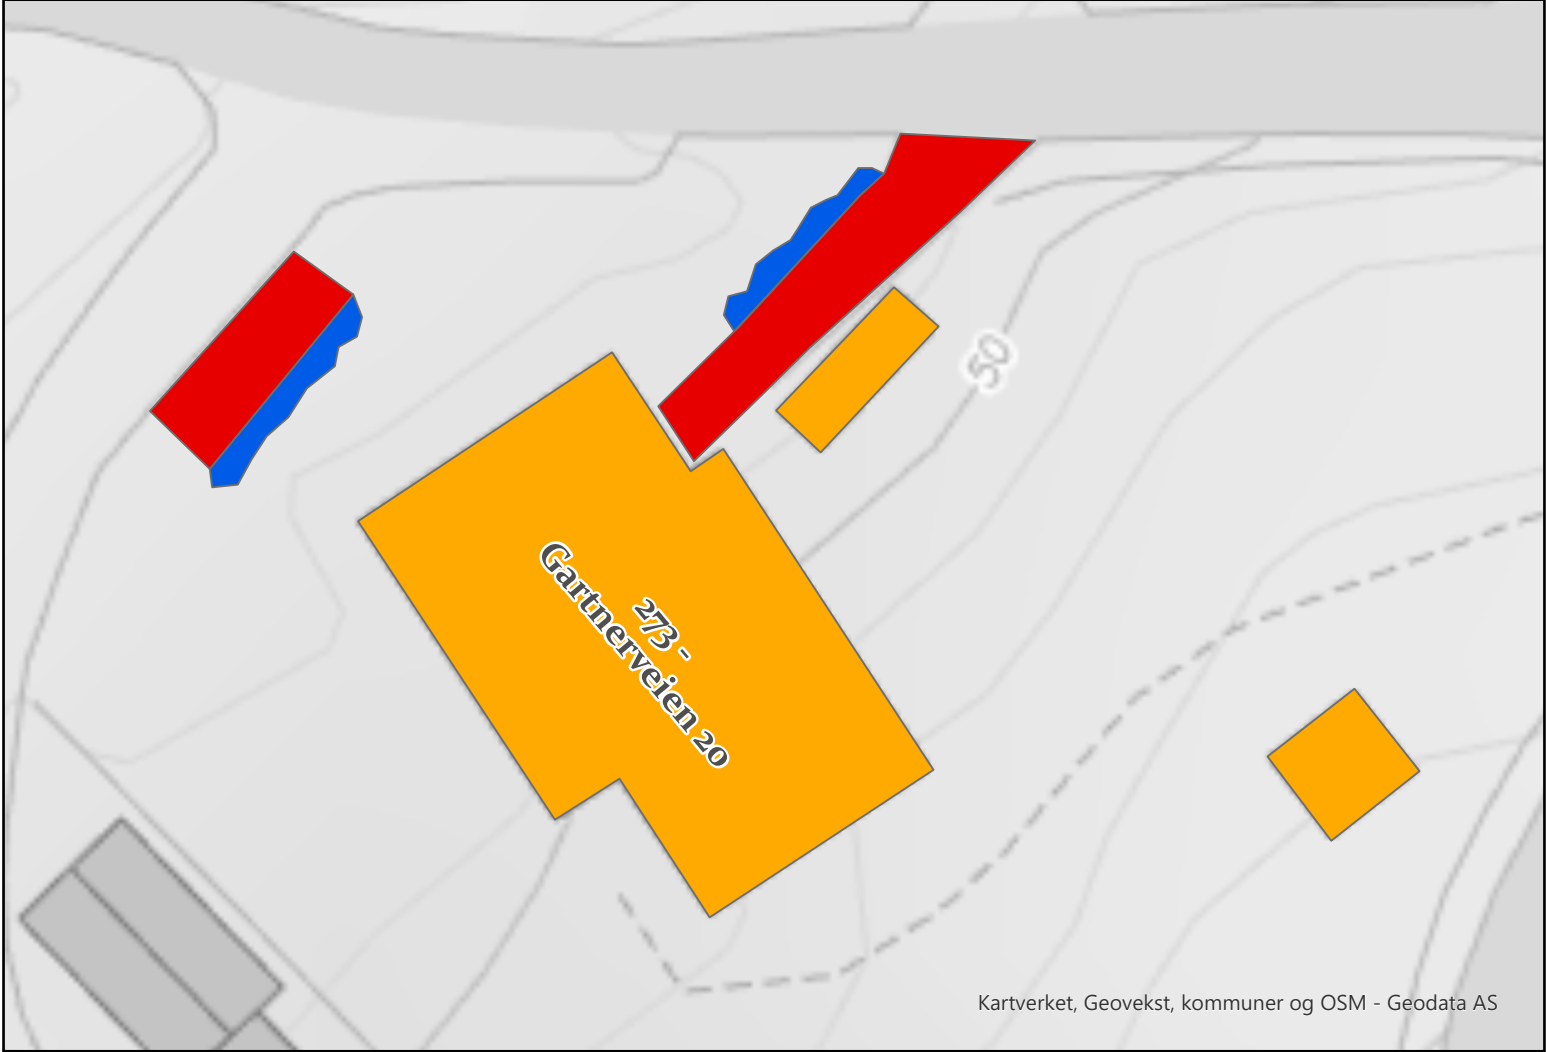 50
273 -
Gartnerveien 20
Kartverket, Geovekst, kommuner og OSM - Geodata AS